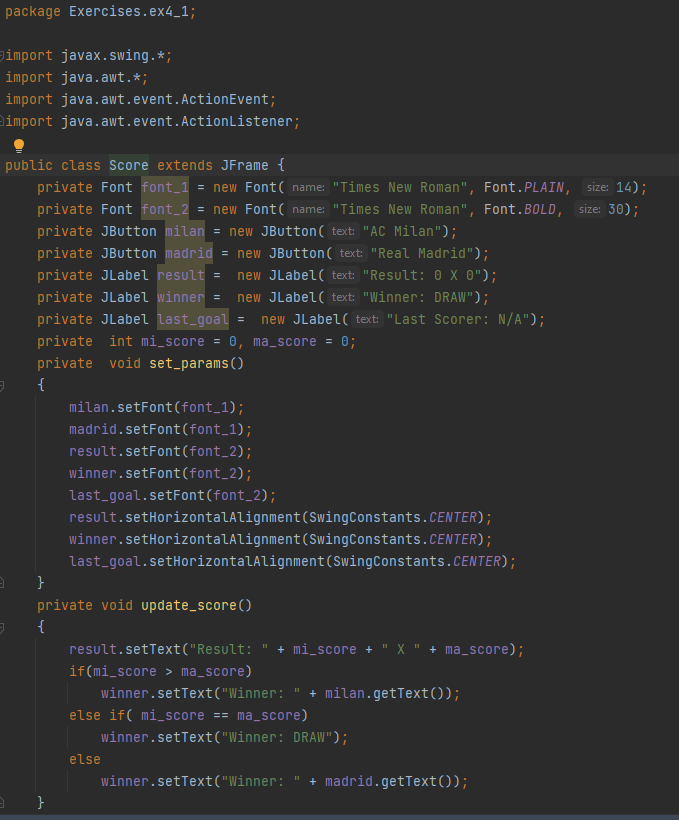 package Exercises.ex4_1;

import javax.swing.*;
import java.awt.*;
import java.awt.event.ActionEvent;
import java.awt.event.ActionListener;

public class Score extends JFrame {
    private Font font_1 = new Font( name: "Times New Roman", Font.PLAIN, size: 14);
    private Font font_2 = new Font( name: "Times New Roman", Font.BOLD, size: 30);
    private JButton milan = new JButton( text: "AC Milan");
    private JButton madrid = new JButton( text: "Real Madrid");
    private JLabel result =  new JLabel( text: "Result: 0 X 0");
    private JLabel winner =  new JLabel( text: "Winner: DRAW");
    private JLabel last_goal =  new JLabel( text: "Last Scorer: N/A");
    private  int mi_score = 0, ma_score = 0;
    private  void set_params()
    {
        milan.setFont(font_1);
        madrid.setFont(font_1);
        result.setFont(font_2);
        winner.setFont(font_2);
        last_goal.setFont(font_2);
        result.setHorizontalAlignment(SwingConstants.CENTER);
        winner.setHorizontalAlignment(SwingConstants.CENTER);
        last_goal.setHorizontalAlignment(SwingConstants.CENTER);
    }
    private void update_score()
    {
        result.setText("Result: " + mi_score + " X " + ma_score);
        if(mi_score > ma_score)
            winner.setText("Winner: " + milan.getText());
        else if( mi_score == ma_score)
            winner.setText("Winner: DRAW");
        else
            winner.setText("Winner: " + madrid.getText());
    }